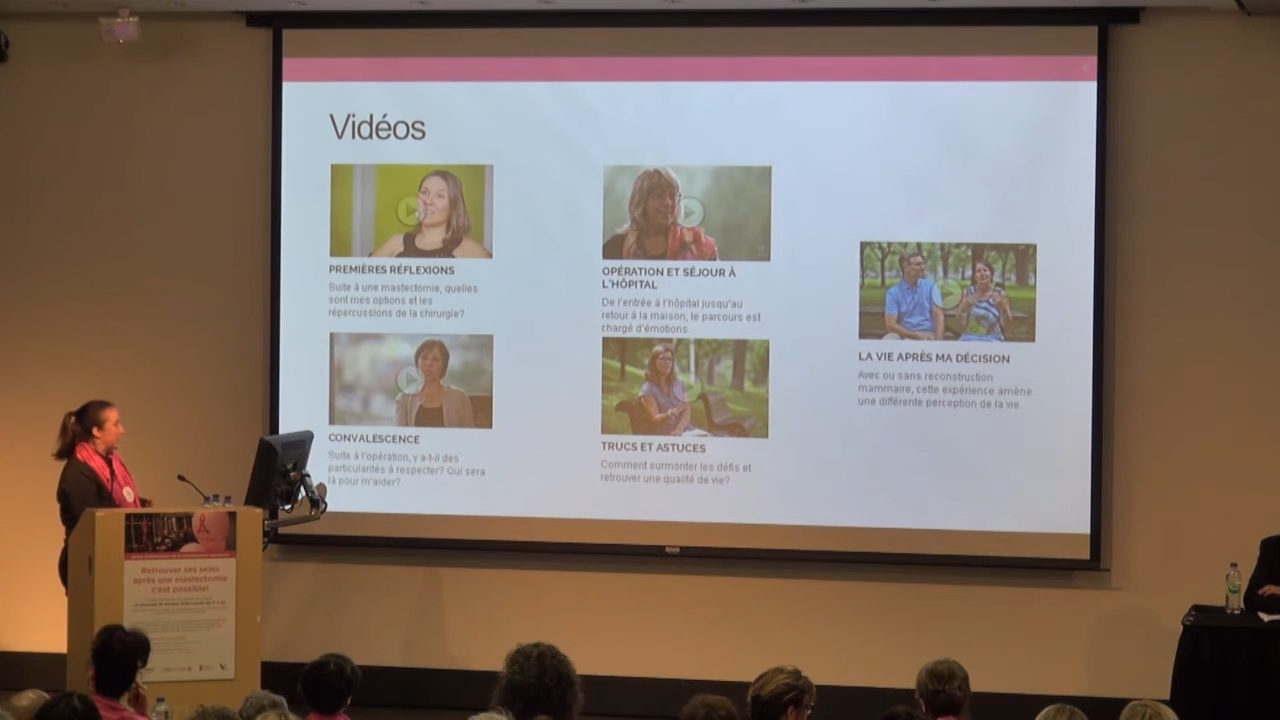 Vidéos
PREMIÈRES RÉFLEXIONS
Suite à une mastectomie, quelles
sont mes options et les
répercussions de la chirurgie?
OPÉRATION ET SÉJOUR À
L'HÔPITAL
De l'entrée à l'hôpital jusqu'au
retour à la maison, le parcours est
chargé d'émotions.
LA VIE APRÈS MA DÉCISION
Avec ou sans reconstruction
mammaire, cette expérience amène
une différente perception de la vie.
CONVALESCENCE
Suite à l'opération, y a-t-il des
particularités à respecter? Qui sera
là pour m'aider?
TRUCS ET ASTUCES
Comment surmonter les défis et
retrouver une qualité de vie?
Retrouver ses seins
après une mastectomie
c'est possible!